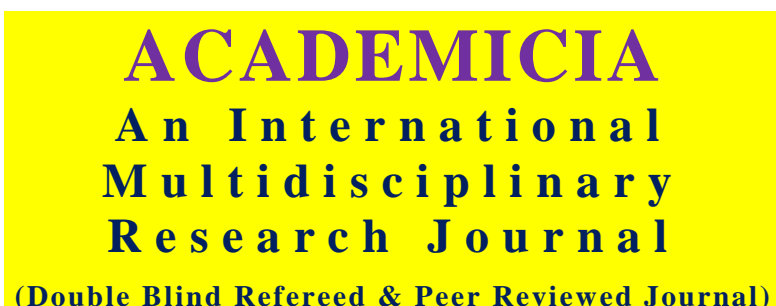 ACADEMICIA
An International
Multidisciplinary
Research Journal
(Double Blind Refereed & Peer Reviewed Journal)